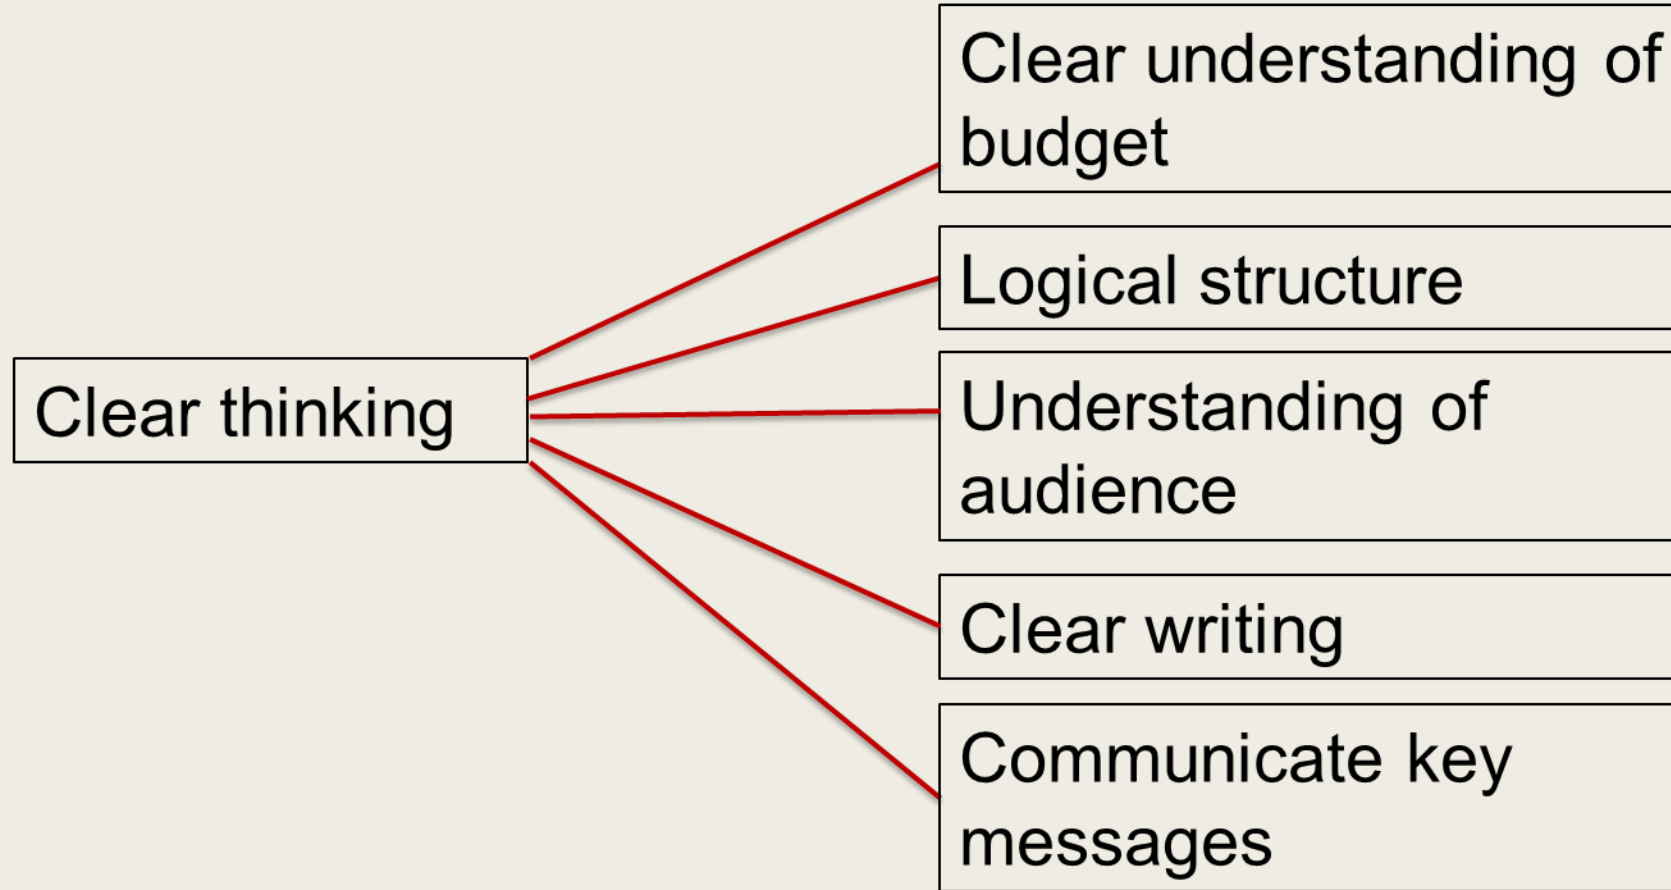 Clear understanding of
budget
Logical structure
Clear thinking
Understanding of
audience
Clear writing
Communicate key
messages